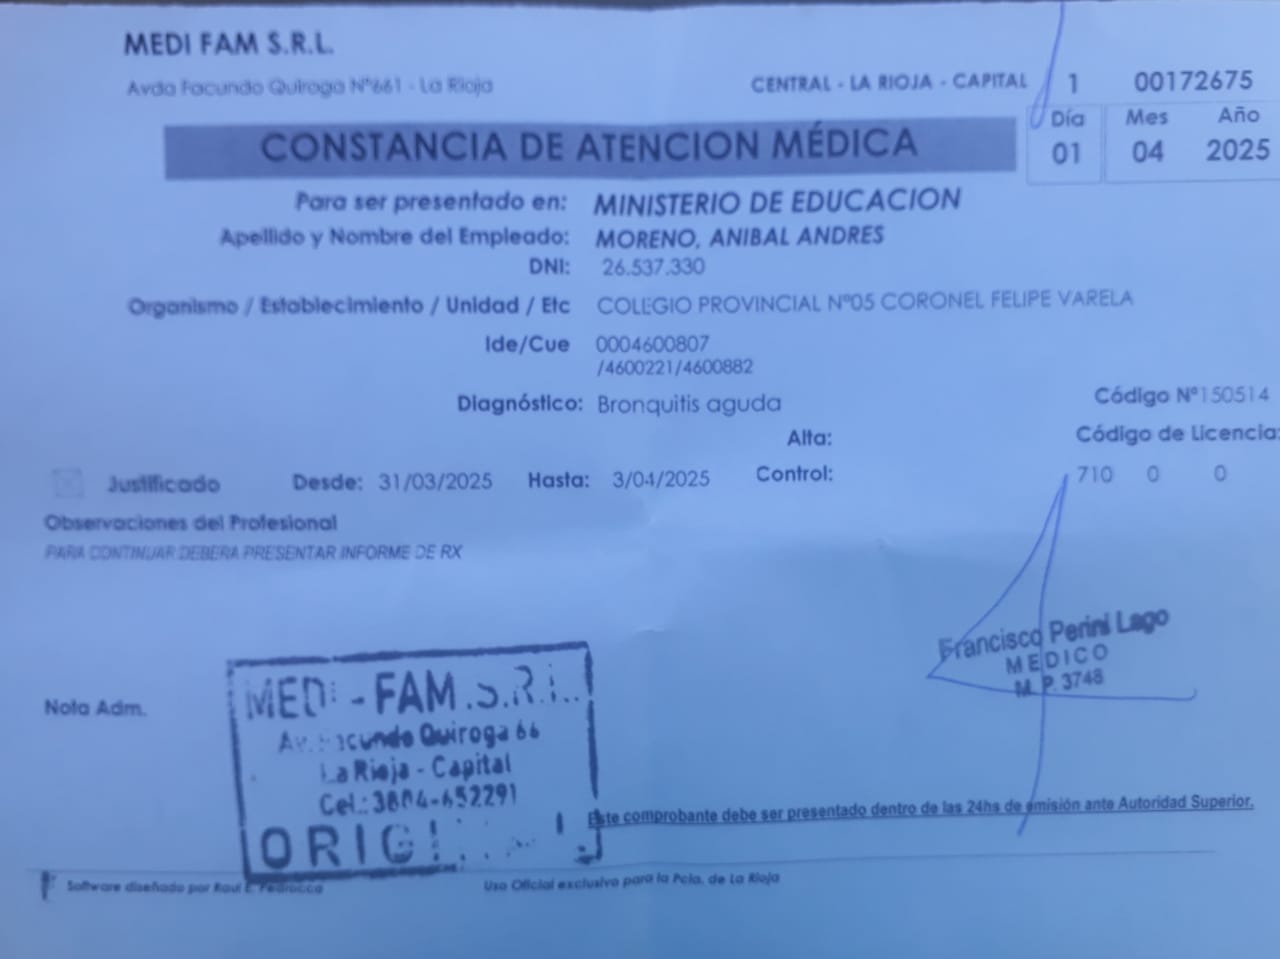 MEDI FAM S.R.L.
Avda Facundo Quiroga Nº661 - La Rioja
CENTRAL - LA RIOJA - CAPITAL 1 00172675
CONSTANCIA DE ATENCION MÉDICA
Día Mes Año
01 04 2025
Para ser presentado en: MINISTERIO DE EDUCACION
Apellido y Nombre del Empleado: MORENO, ANIBAL ANDRES
DNI: 26.537.330
Organismo / Establecimiento / Unidad / Etc COLEGIO PROVINCIAL Nº05 CORONEL FELIPE VARELA
Ide/Cue 0004600807
/4600221/4600882
Diagnóstico: Bronquitis aguda
Código Nº150514
Alta:
Código de Licencia:
Justificado Desde: 31/03/2025 Hasta: 3/04/2025 Control:
710 0 0
Observaciones del Profesional
PARA CONTINUAR DEBERA PRESENTAR INFORME DE RX
Francisco Perini Lago
MEDICO
M.P. 3748
Nota Adm.
MEDI-FAM.S.R.L.
Quiroga 66
La Rioja - Capital
Cel.: 3804-652291
Este comprobante debe ser presentado dentro de las 24hs de emisión ante Autoridad Superior.
Software diseñado por Raul E. Pedrocca
Uso Oficial exclusivo para la Pcia. de La Rioja